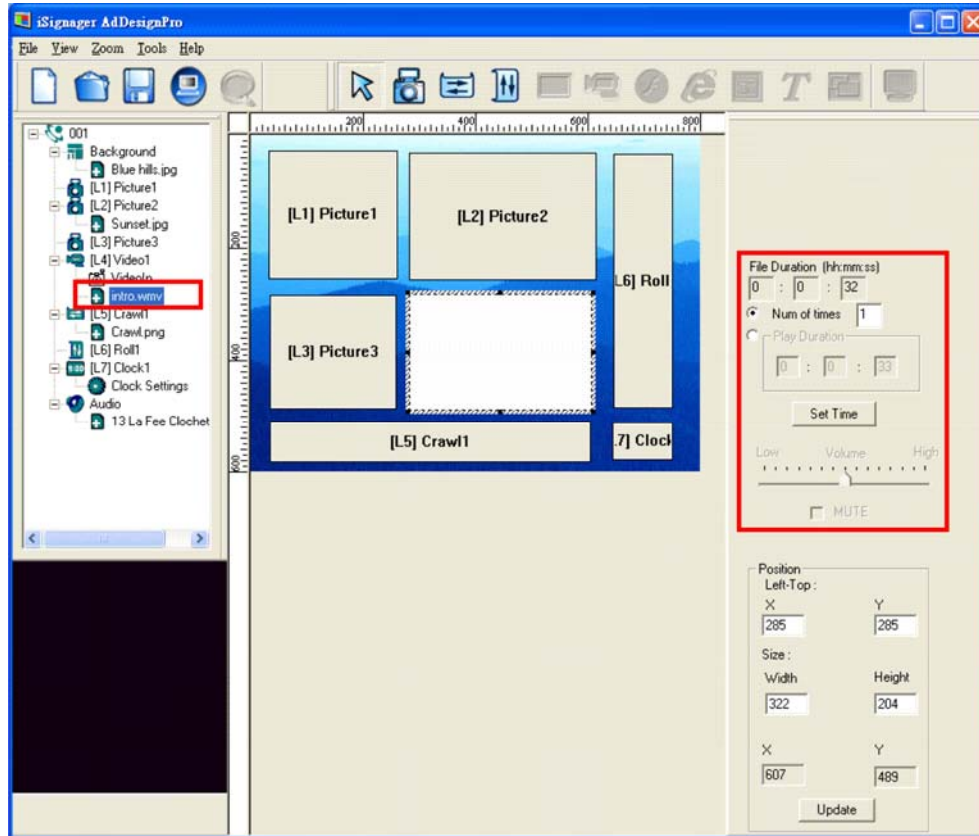 iSignager AdDesignPro
File View Zoom Tools Help
001
Background
Blue hills.jpg
[L1] Picture1
[L2] Picture2
Sunset.jpg
[L3] Picture3
[L4] Video1
VideoIn
intro.wmv
[L5] Crawl1
Crawl.png
[L6] Roll1
[L7] Clock1
Clock Settings
Audio
13 La Fee Clochet
200 400 600 800
200
400
600
[L1] Picture1
[L2] Picture2
L6] Roll
[L3] Picture3
[L5] Crawl1
.7] Clock
File Duration (hh:mm:ss)
0 : 0 : 32
Num of times 1
Play Duration
0 : 0 : 33
Set Time
Low Volume High
MUTE
Position
Left-Top :
X Y
285 285
Size :
Width Height
322 204
X Y
607 489
Update